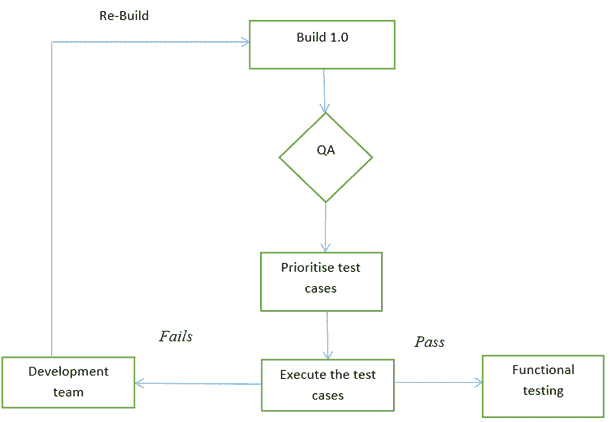 Re-Build
Build 1.0
QA
Prioritise test
cases
Fails
Pass
Development
team
Execute the test
cases
Functional
testing